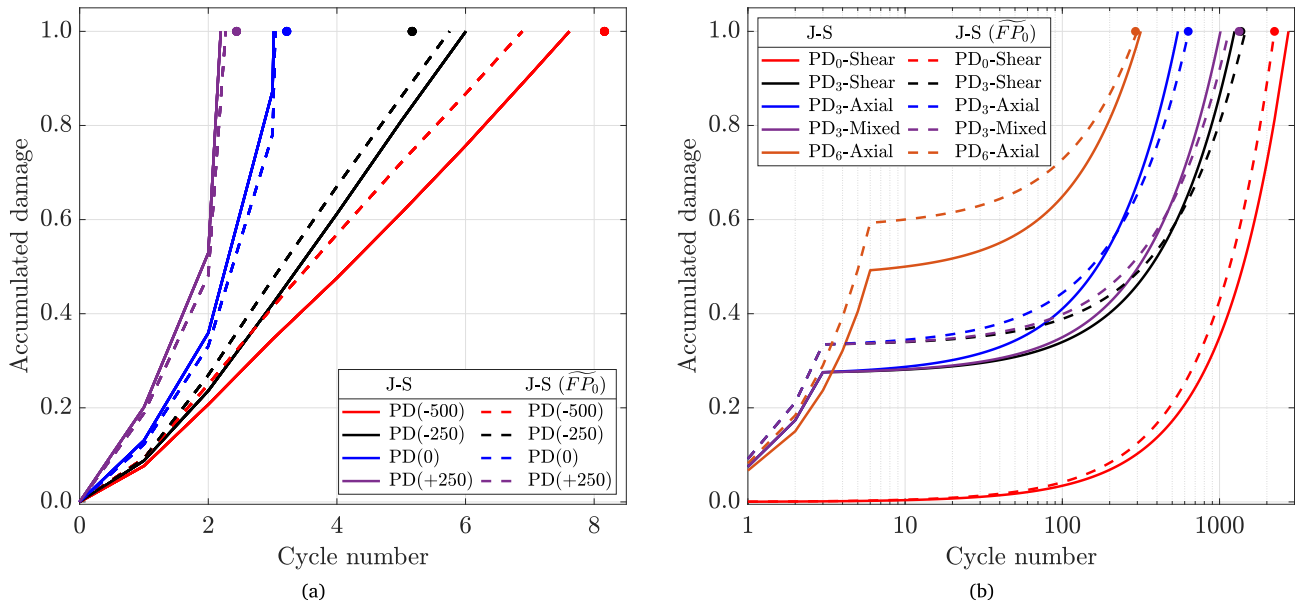 Accumulated damage
1.0
0.8
0.6
0.4
0.2
0.0
0 2 4 6 8
Cycle number
J-S J-S (F͠P₀)
PD(-500) PD(-500)
PD(-250) PD(-250)
PD(0) PD(0)
PD(+250) PD(+250)
(a)
Accumulated damage
1.0
0.8
0.6
0.4
0.2
0.0
1 10 100 1000
Cycle number
J-S J-S (F͠P₀)
PD₀-Shear PD₀-Shear
PD₃-Shear PD₃-Shear
PD₃-Axial PD₃-Axial
PD₃-Mixed PD₃-Mixed
PD₆-Axial PD₆-Axial
(b)